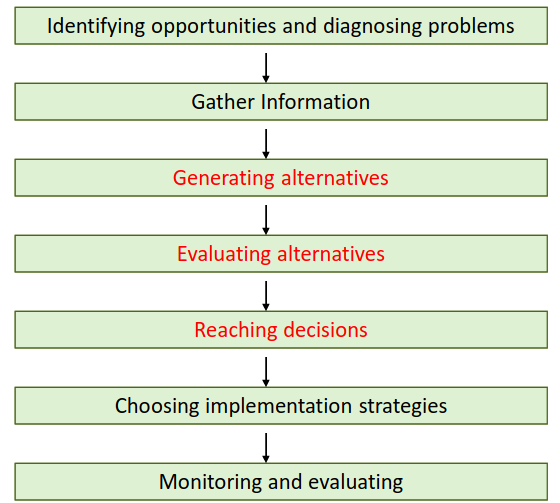 Identifying opportunities and diagnosing problems
Gather Information
Generating alternatives
Evaluating alternatives
Reaching decisions
Choosing implementation strategies
Monitoring and evaluating